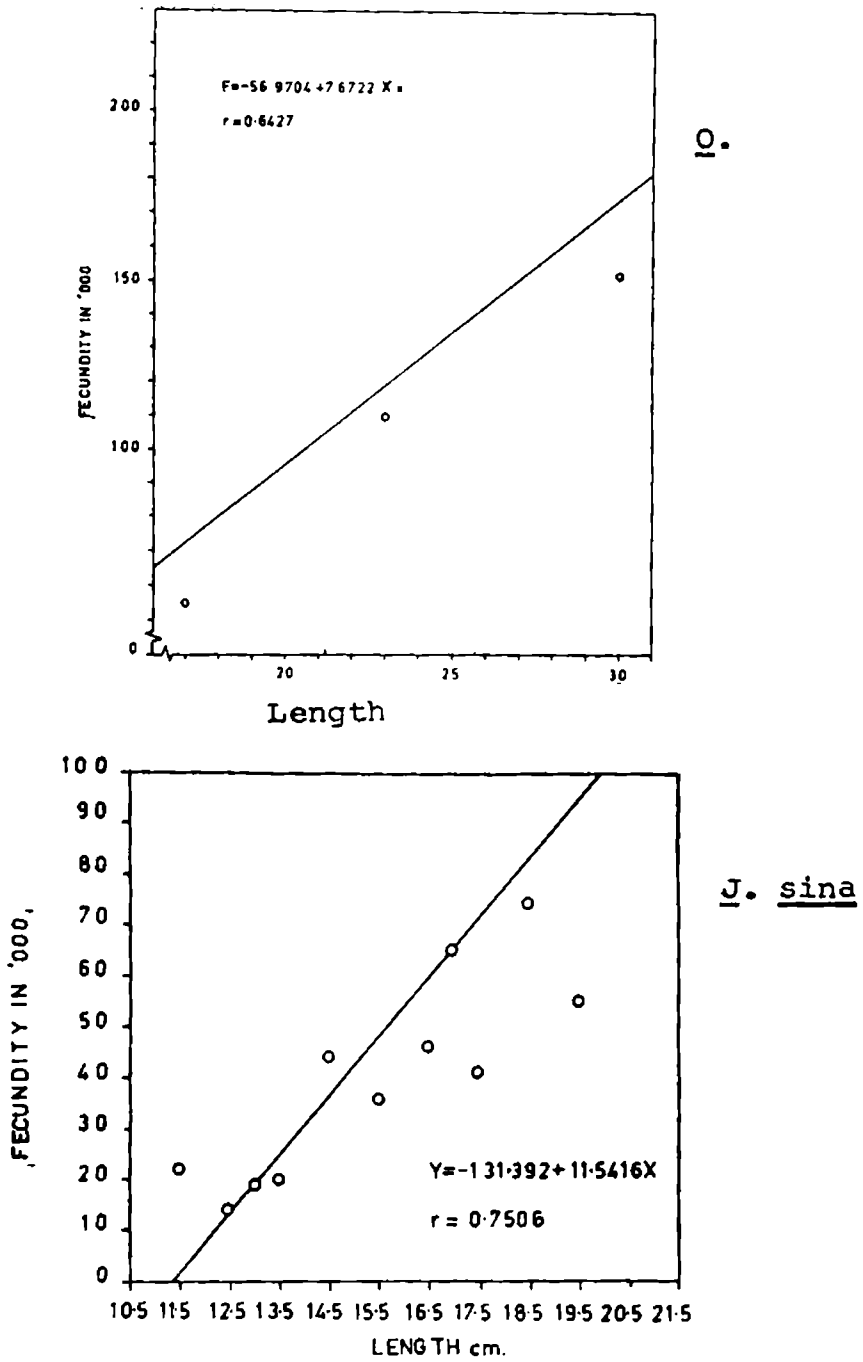 F=-56 9704+7.6722 X =
r=0.6427
O.
200
150
100
0
FECUNDITY IN '000
20 25 30
Length
100
90
80
70
60
50
40
30
20
10
0
FECUNDITY IN '000,
J. sina
Y=-131.392+11.5416X
r = 0.7506
10.5 11.5 12.5 13.5 14.5 15.5 16.5 17.5 18.5 19.5 20.5 21.5
LENGTH cm.